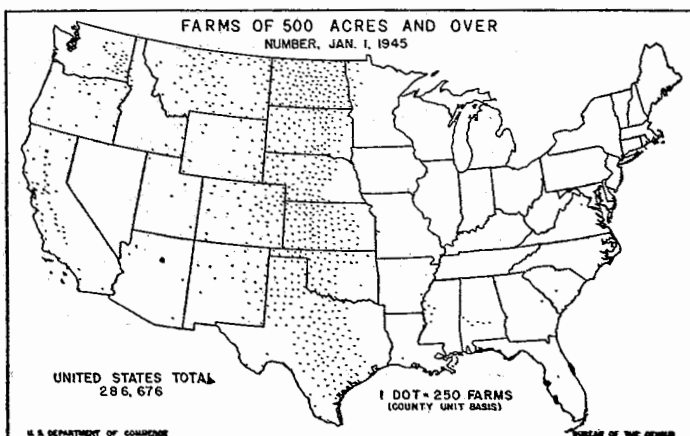 FARMS OF 500 ACRES AND OVER
NUMBER, JAN. 1, 1945
UNITED STATES TOTAL
286,676
1 DOT = 250 FARMS
(COUNTY UNIT BASIS)
U. S. DEPARTMENT OF COMMERCE
BUREAU OF THE CENSUS